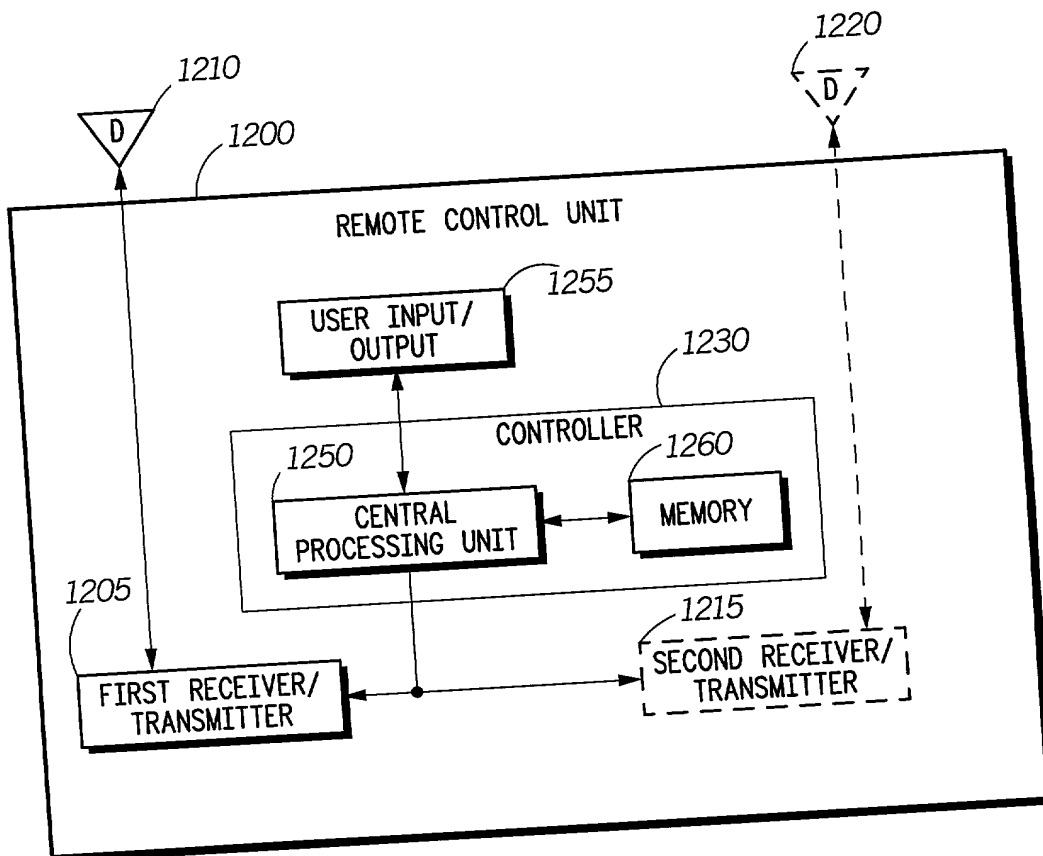 1210
D
1220
D
1200
REMOTE CONTROL UNIT
1255
USER INPUT/
OUTPUT
1230
CONTROLLER
1250
CENTRAL
PROCESSING UNIT
1260
MEMORY
1205
FIRST RECEIVER/
TRANSMITTER
1215
SECOND RECEIVER/
TRANSMITTER